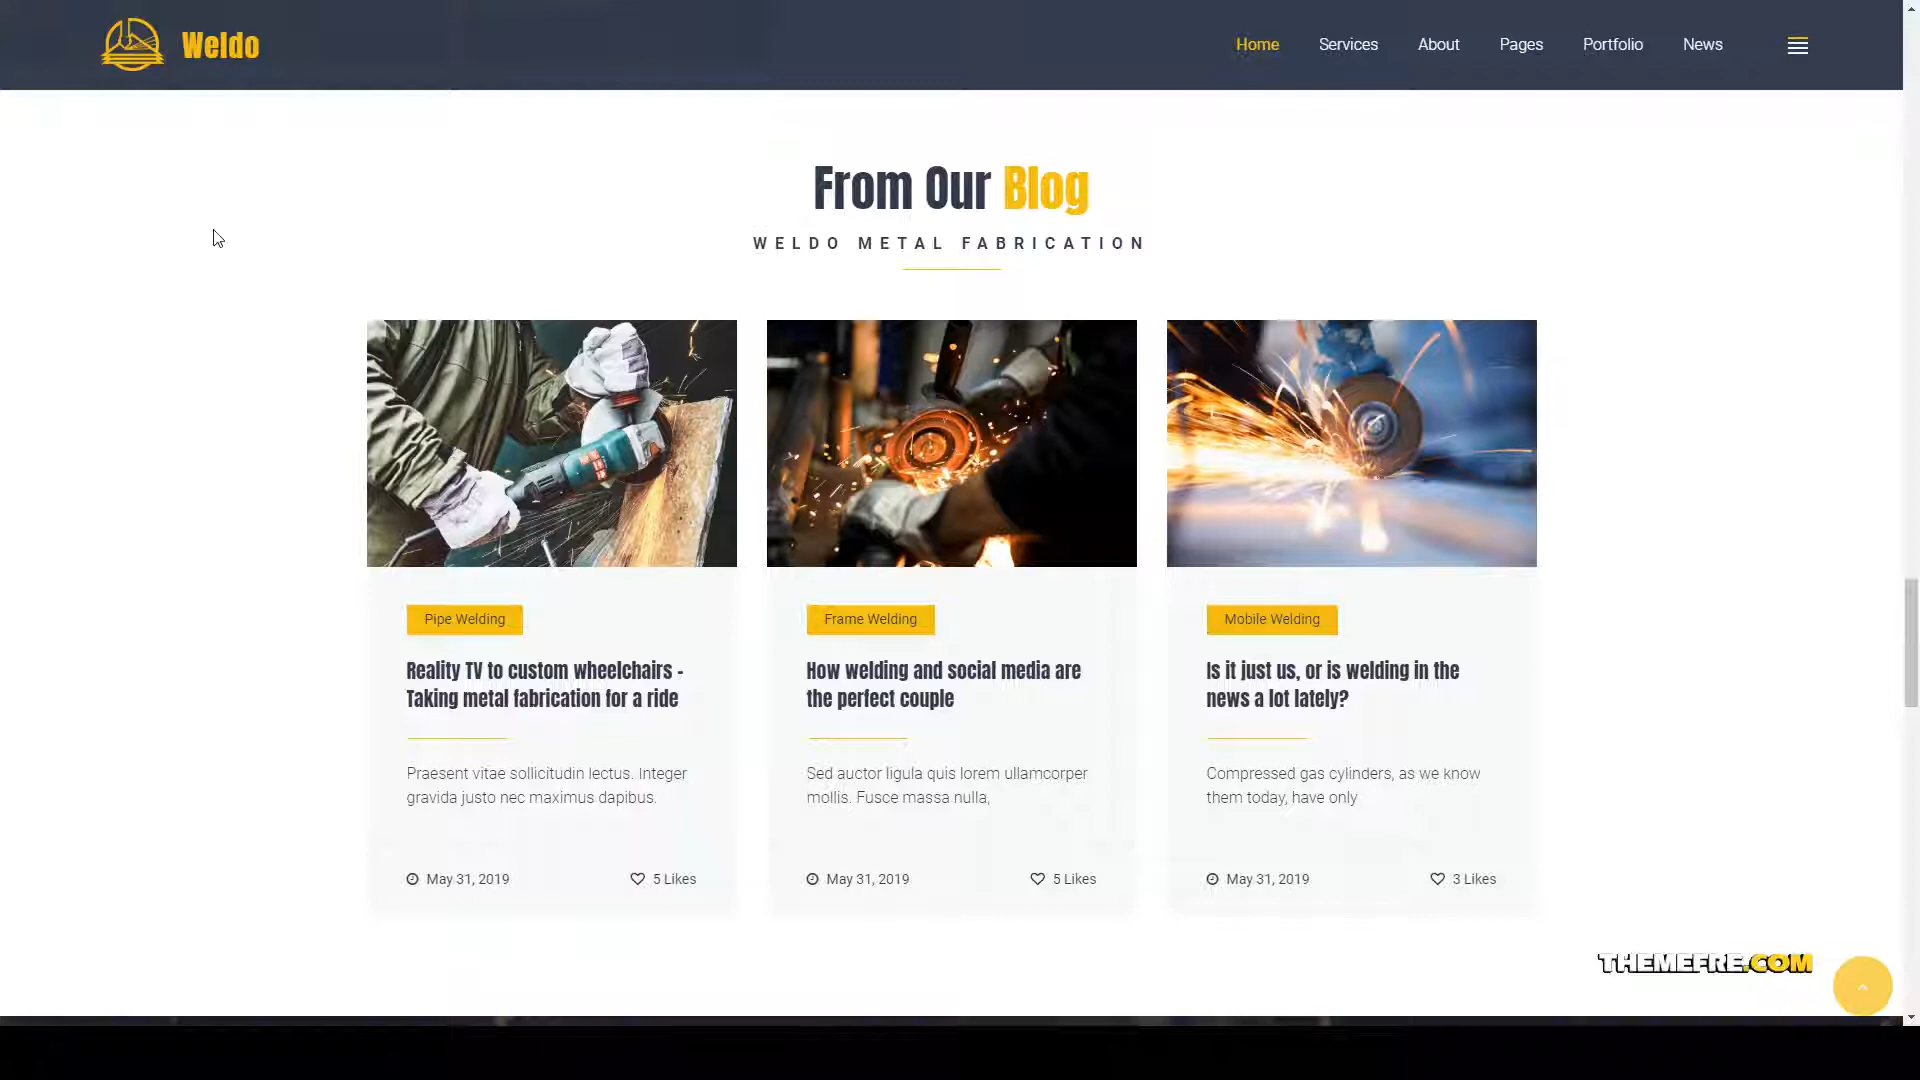 Weldo
Home Services About Pages Portfolio News
From Our Blog
WELDO METAL FABRICATION
Pipe Welding
Reality TV to custom wheelchairs -
Taking metal fabrication for a ride
Praesent vitae sollicitudin lectus. Integer
gravida justo nec maximus dapibus.
May 31, 2019 5 Likes
Frame Welding
How welding and social media are
the perfect couple
Sed auctor ligula quis lorem ullamcorper
mollis. Fusce massa nulla,
May 31, 2019 5 Likes
Mobile Welding
Is it just us, or is welding in the
news a lot lately?
Compressed gas cylinders, as we know
them today, have only
May 31, 2019 3 Likes
THEMEFRE.COM